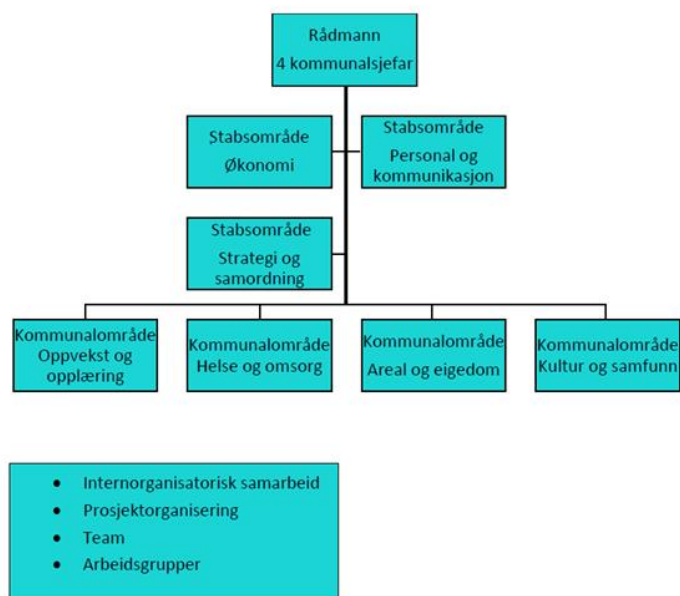 Rådmann
4 kommunalsjefar
Stabsområde
Økonomi
Stabsområde
Personal og
kommunikasjon
Stabsområde
Strategi og
samordning
Kommunalområde
Oppvekst og
opplæring
Kommunalområde
Helse og omsorg
Kommunalområde
Areal og eigedom
Kommunalområde
Kultur og samfunn
• Internorganisatorisk samarbeid
• Prosjektorganisering
• Team
• Arbeidsgrupper